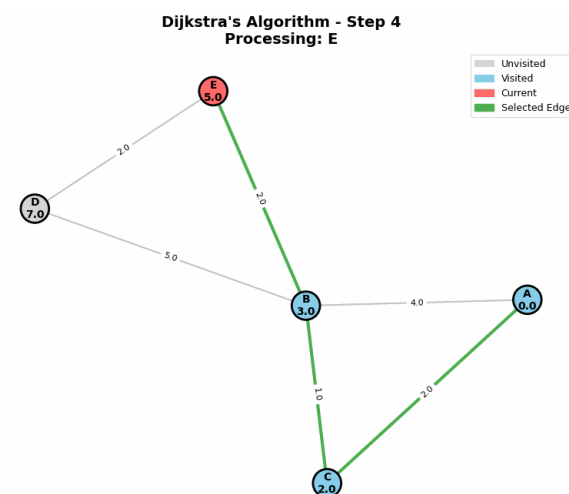 Dijkstra's Algorithm - Step 4
Processing: E
Unvisited
Visited
Current
Selected Edge
E
5.0
2.0
D
7.0
2.0
5.0
B
3.0
4.0
A
0.0
1.0
2.0
C
2.0